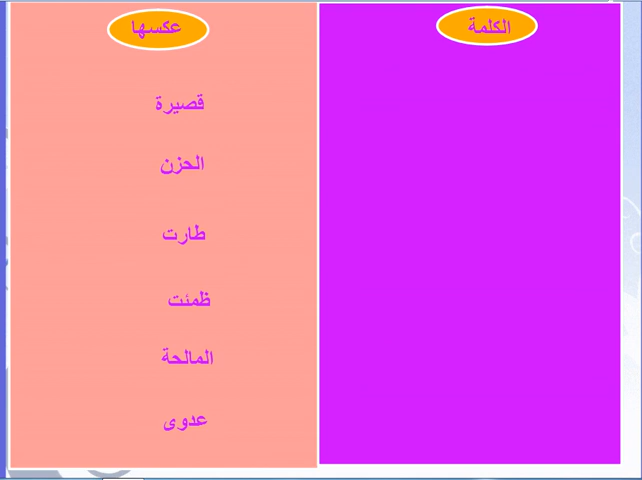 الكلمة
عكسها
قصيرة
الحزن
طارت
ظمئت
المالحة
عدوى